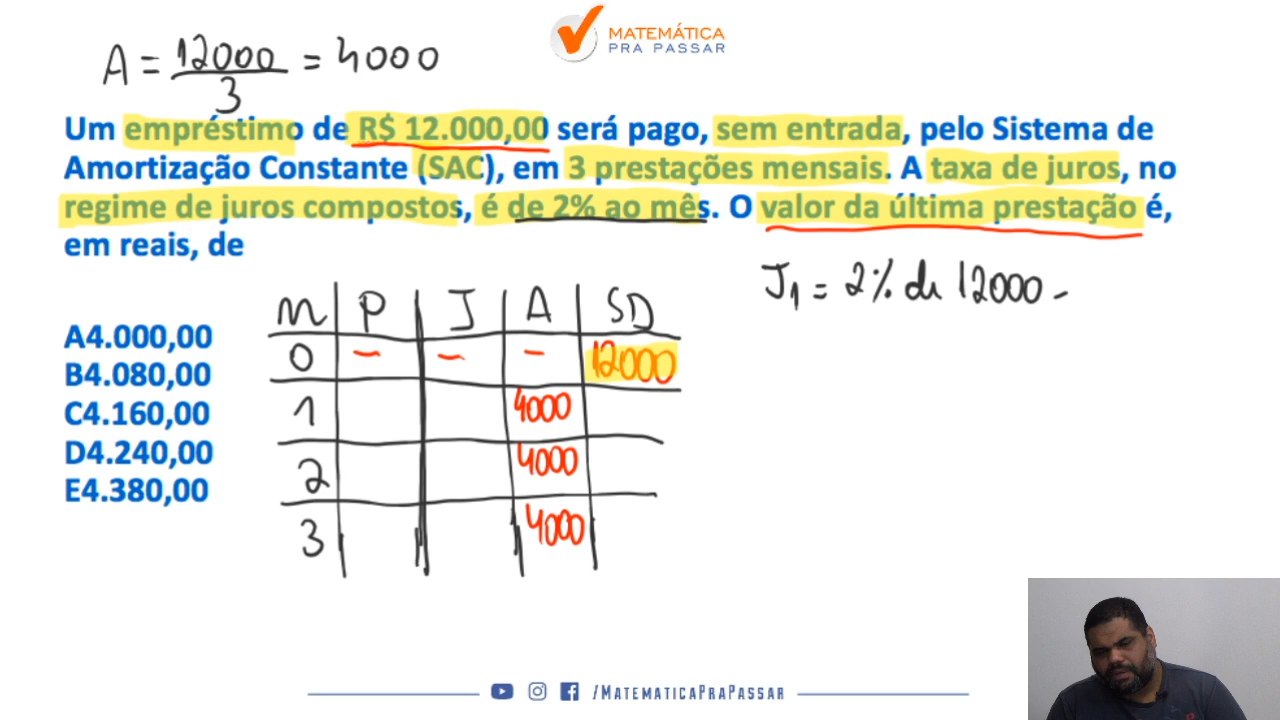 MATEMÁTICA
PRA PASSAR
A = 12000/3 = 4000
Um empréstimo de R$ 12.000,00 será pago, sem entrada, pelo Sistema de
Amortização Constante (SAC), em 3 prestações mensais. A taxa de juros, no
regime de juros compostos, é de 2% ao mês. O valor da última prestação é,
em reais, de
J1 = 2% de 12000 -
A4.000,00
B4.080,00
C4.160,00
D4.240,00
E4.380,00
M P J A SD
0 - - - 12000
1 4000
2 4000
3 4000
/MATEMATICAPRAPASSAR